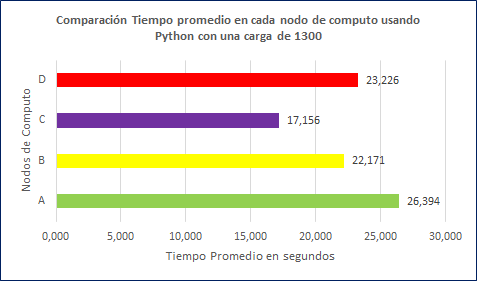 Comparación Tiempo promedio en cada nodo de computo usando
Python con una carga de 1300
Nodos de Computo
D
23,226
C
17,156
B
22,171
A
26,394
0,000 5,000 10,000 15,000 20,000 25,000 30,000
Tiempo Promedio en segundos